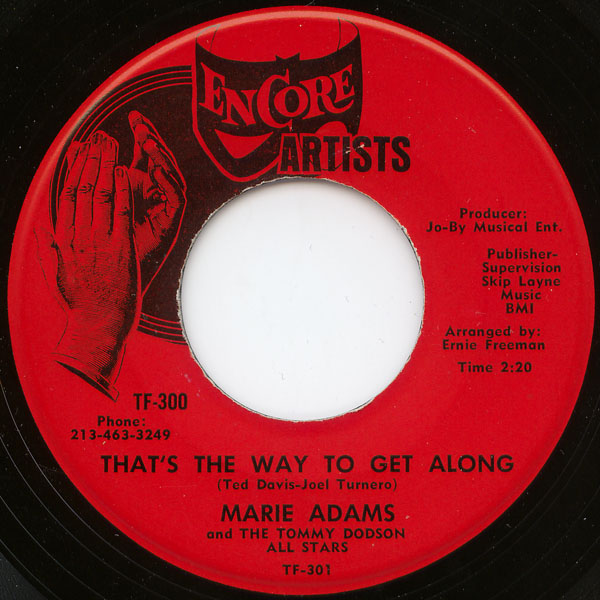 ENCORE
ARTISTS
Producer:
Jo-By Musical Ent.
Publisher-
Supervision
Skip Layne
Music
BMI
Arranged by:
Ernie Freeman
Time 2:20
TF-300
Phone:
213-463-3249
THAT'S THE WAY TO GET ALONG
(Ted Davis-Joel Turnero)
MARIE ADAMS
and THE TOMMY DODSON
ALL STARS
TF-301